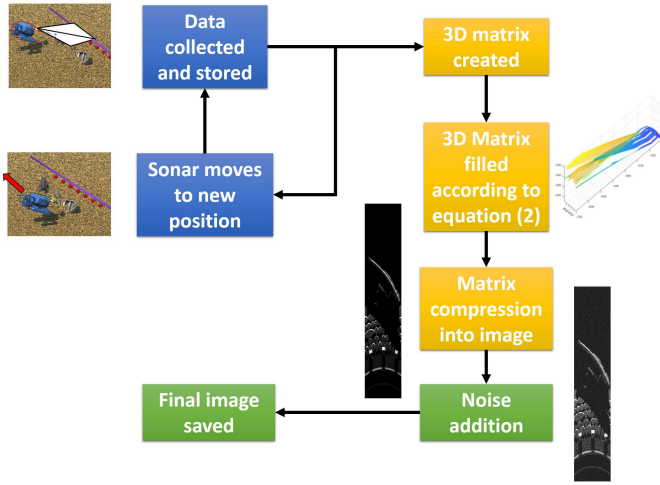 Data
collected
and stored
3D matrix
created
Sonar moves
to new
position
3D Matrix
filled
according to
equation (2)
Matrix
compression
into image
Final image
saved
Noise
addition